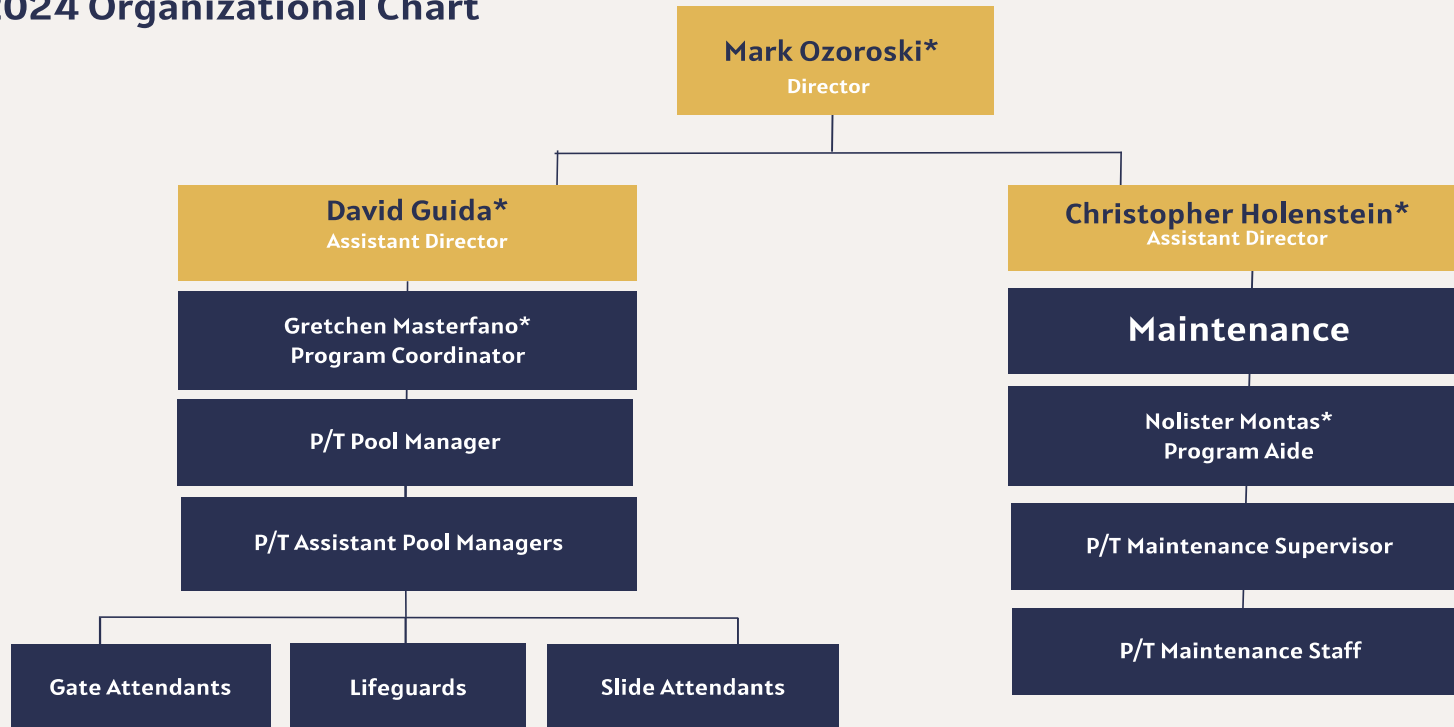 2024 Organizational Chart
Mark Ozoroski*
Director
David Guida*
Assistant Director
Gretchen Masterfano*
Program Coordinator
P/T Pool Manager
P/T Assistant Pool Managers
Gate Attendants
Lifeguards
Slide Attendants
Christopher Holenstein*
Assistant Director
Maintenance
Nolister Montas*
Program Aide
P/T Maintenance Supervisor
P/T Maintenance Staff